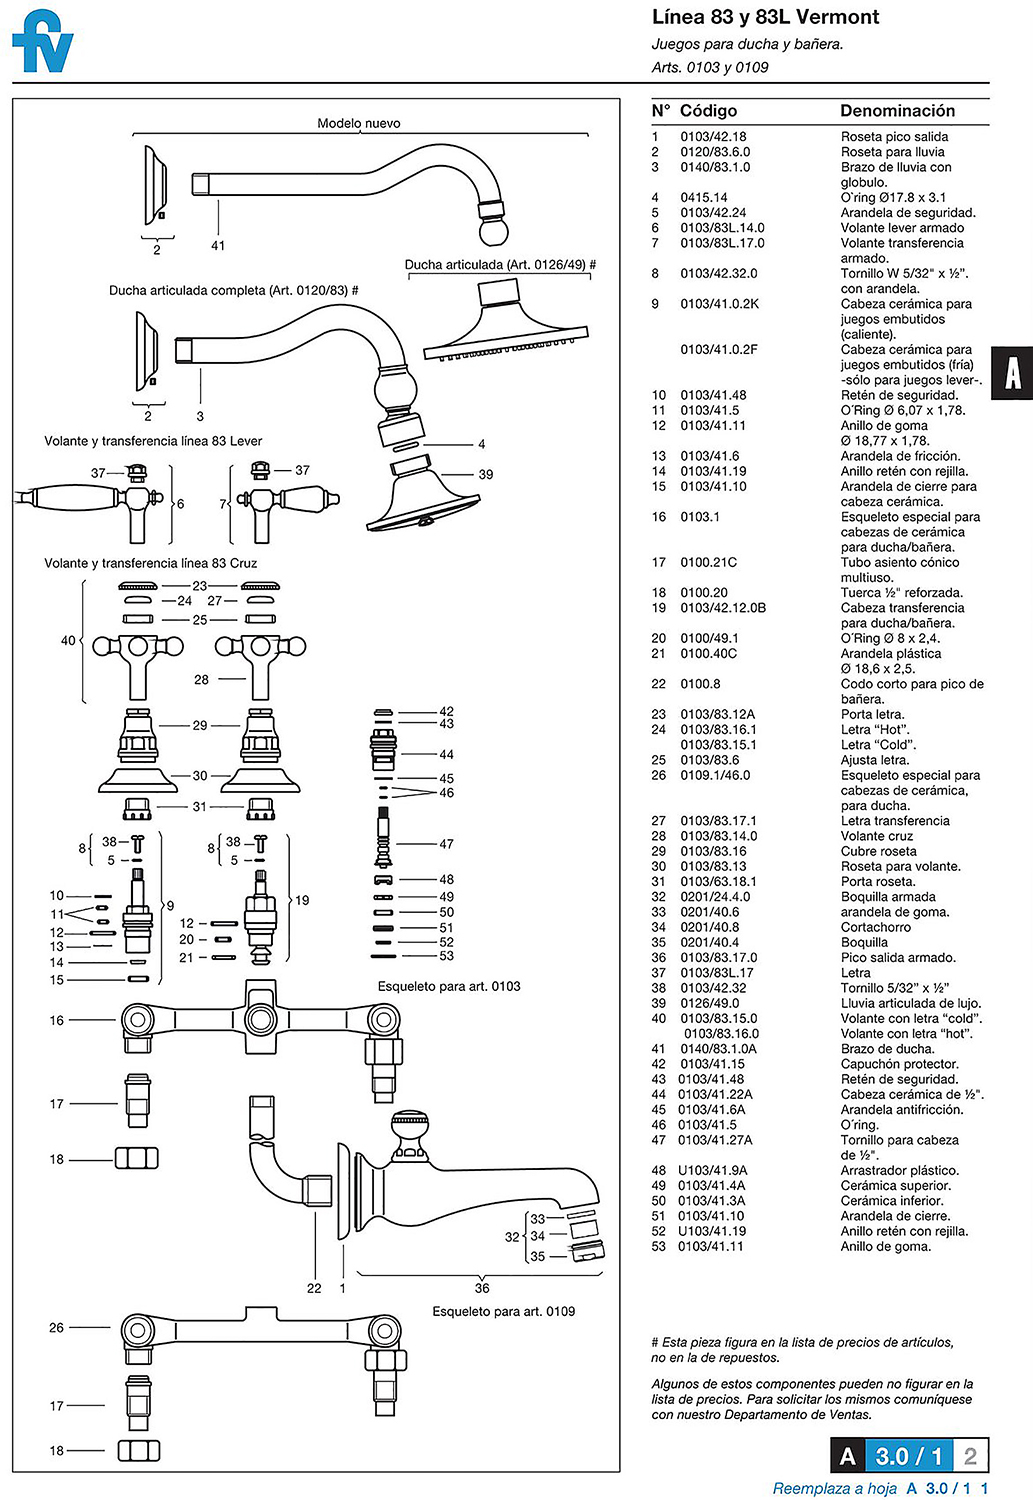 fv
Línea 83 y 83L Vermont
Juegos para ducha y bañera.
Arts. 0103 y 0109
Modelo nuevo
2
41
Ducha articulada (Art. 0126/49) #
Ducha articulada completa (Art. 0120/83) #
2
3
4
39
Volante y transferencia línea 83 Lever
37
37
6
7
Volante y transferencia línea 83 Cruz
23
24 27
25
40
28
29
30
31
42
43
44
45
46
47
48
49
50
51
52
53
8 38
5
8 38
5
10
11
12
13
14
15
9
12
20
21
19
Esqueleto para art. 0103
16
17
18
33
32 34
35
22 1 36
Esqueleto para art. 0109
26
17
18
N° Código Denominación
1 0103/42.18 Roseta pico salida
2 0120/83.6.0 Roseta para lluvia
3 0140/83.1.0 Brazo de lluvia con
globulo.
4 0415.14 O´ring Ø17.8 x 3.1
5 0103/42.24 Arandela de seguridad.
6 0103/83L.14.0 Volante lever armado
7 0103/83L.17.0 Volante transferencia
armado.
8 0103/42.32.0 Tornillo W 5/32" x ½”.
con arandela.
9 0103/41.0.2K Cabeza cerámica para
juegos embutidos
(caliente).
0103/41.0.2F Cabeza cerámica para
juegos embutidos (fría)
-sólo para juegos lever-.
10 0103/41.48 Retén de seguridad.
11 0103/41.5 O´Ring Ø 6,07 x 1,78.
12 0103/41.11 Anillo de goma
Ø 18,77 x 1,78.
13 0103/41.6 Arandela de fricción.
14 0103/41.19 Anillo retén con rejilla.
15 0103/41.10 Arandela de cierre para
cabeza cerámica.
16 0103.1 Esqueleto especial para
cabezas de cerámica
para ducha/bañera.
17 0100.21C Tubo asiento cónico
multiuso.
18 0100.20 Tuerca ½" reforzada.
19 0103/42.12.0B Cabeza transferencia
para ducha/bañera.
20 0100/49.1 O´Ring Ø 8 x 2,4.
21 0100.40C Arandela plástica
Ø 18,6 x 2,5.
22 0100.8 Codo corto para pico de
bañera.
23 0103/83.12A Porta letra.
24 0103/83.16.1 Letra “Hot”.
0103/83.15.1 Letra “Cold”.
25 0103/83.6 Ajusta letra.
26 0109.1/46.0 Esqueleto especial para
cabezas de cerámica,
para ducha.
27 0103/83.17.1 Letra transferencia
28 0103/83.14.0 Volante cruz
29 0103/83.16 Cubre roseta
30 0103/83.13 Roseta para volante.
31 0103/63.18.1 Porta roseta.
32 0201/24.4.0 Boquilla armada
33 0201/40.6 arandela de goma.
34 0201/40.8 Cortachorro
35 0201/40.4 Boquilla
36 0103/83.17.0 Pico salida armado.
37 0103/83L.17 Letra
38 0103/42.32 Tornillo 5/32” x ½”
39 0126/49.0 Lluvia articulada de lujo.
40 0103/83.15.0 Volante con letra “cold”.
0103/83.16.0 Volante con letra “hot”.
41 0140/83.1.0A Brazo de ducha.
42 0103/41.15 Capuchón protector.
43 0103/41.48 Retén de seguridad.
44 0103/41.22A Cabeza cerámica de ½".
45 0103/41.6A Arandela antifricción.
46 0103/41.5 O´ring.
47 0103/41.27A Tornillo para cabeza
de ½".
48 U103/41.9A Arrastrador plástico.
49 0103/41.4A Cerámica superior.
50 0103/41.3A Cerámica inferior.
51 0103/41.10 Arandela de cierre.
52 U103/41.19 Anillo retén con rejilla.
53 0103/41.11 Anillo de goma.
A
# Esta pieza figura en la lista de precios de artículos,
no en la de repuestos.
Algunos de estos componentes pueden no figurar en la
lista de precios. Para solicitar los mismos comuníquese
con nuestro Departamento de Ventas.
A 3.0 / 1 2
Reemplaza a hoja A 3.0 / 1 1